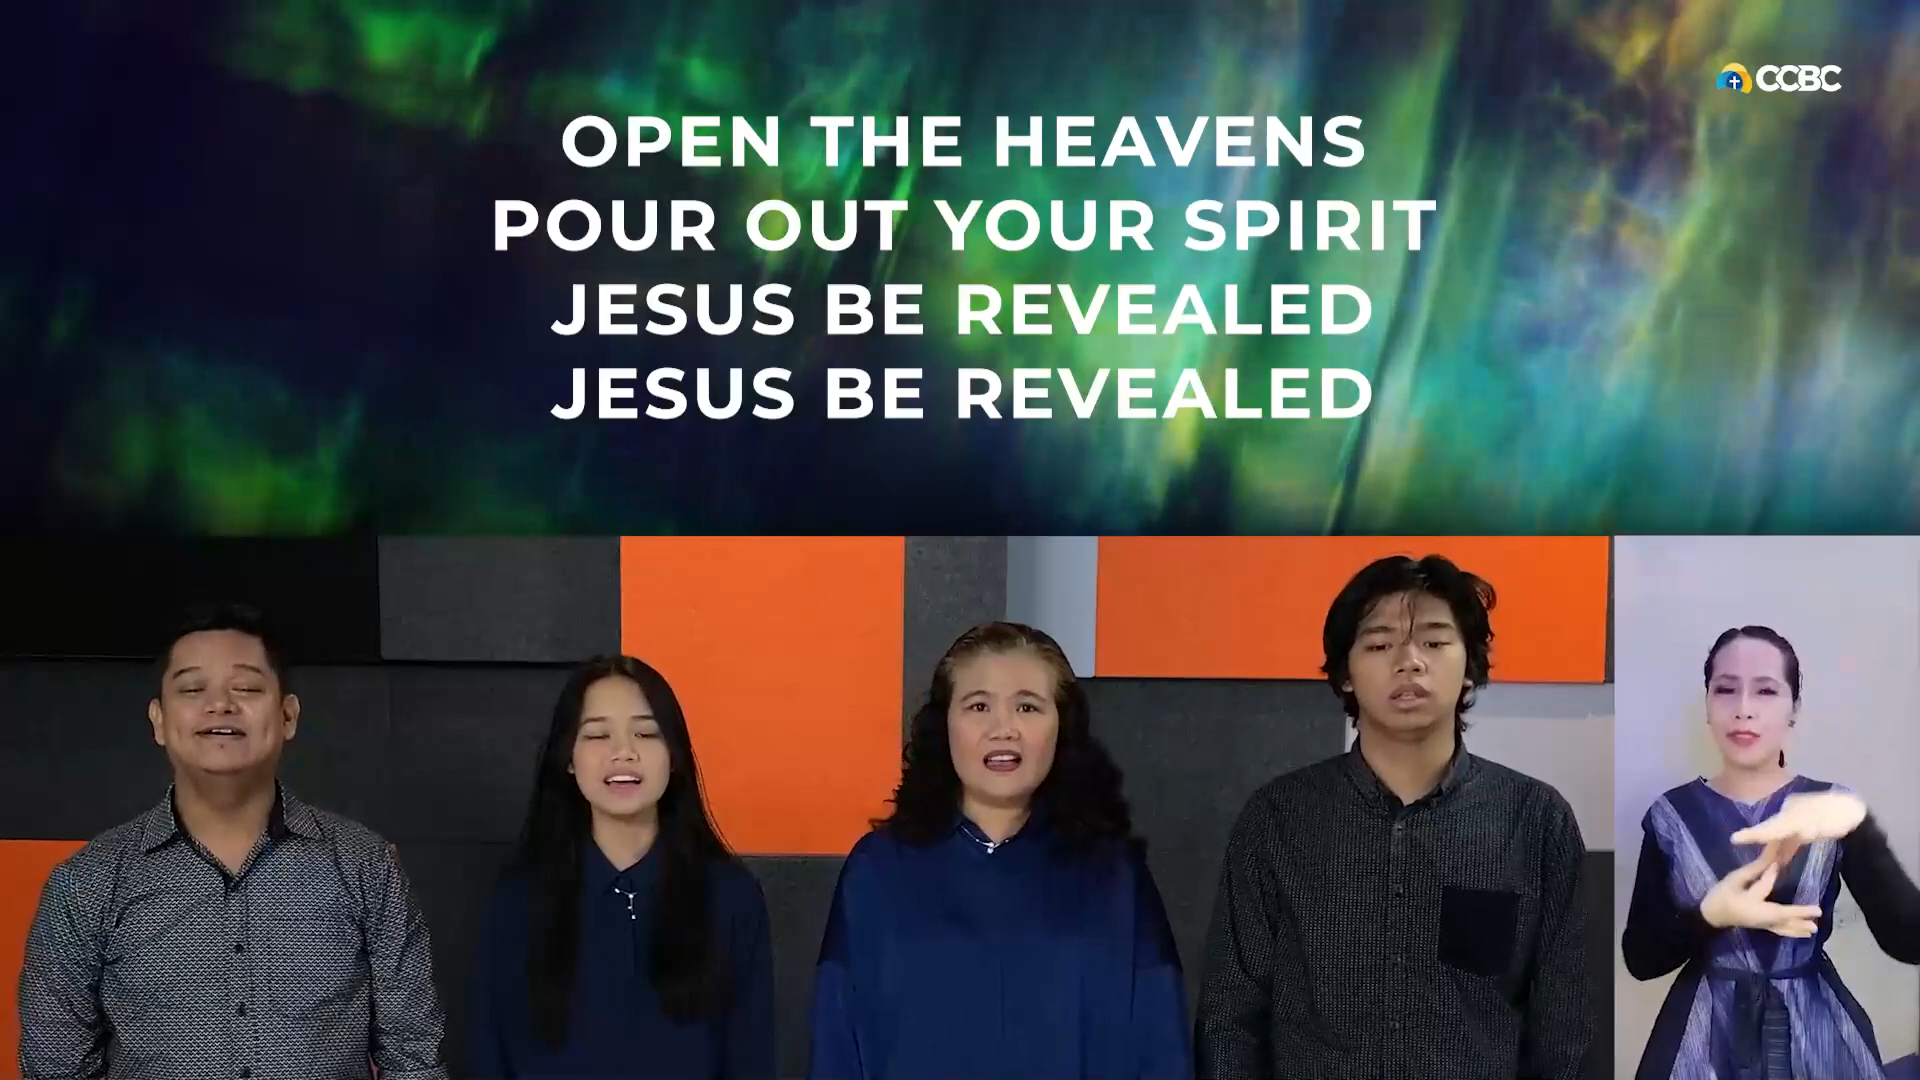 CCBC
OPEN THE HEAVENS
POUR OUT YOUR SPIRIT
JESUS BE REVEALED
JESUS BE REVEALED